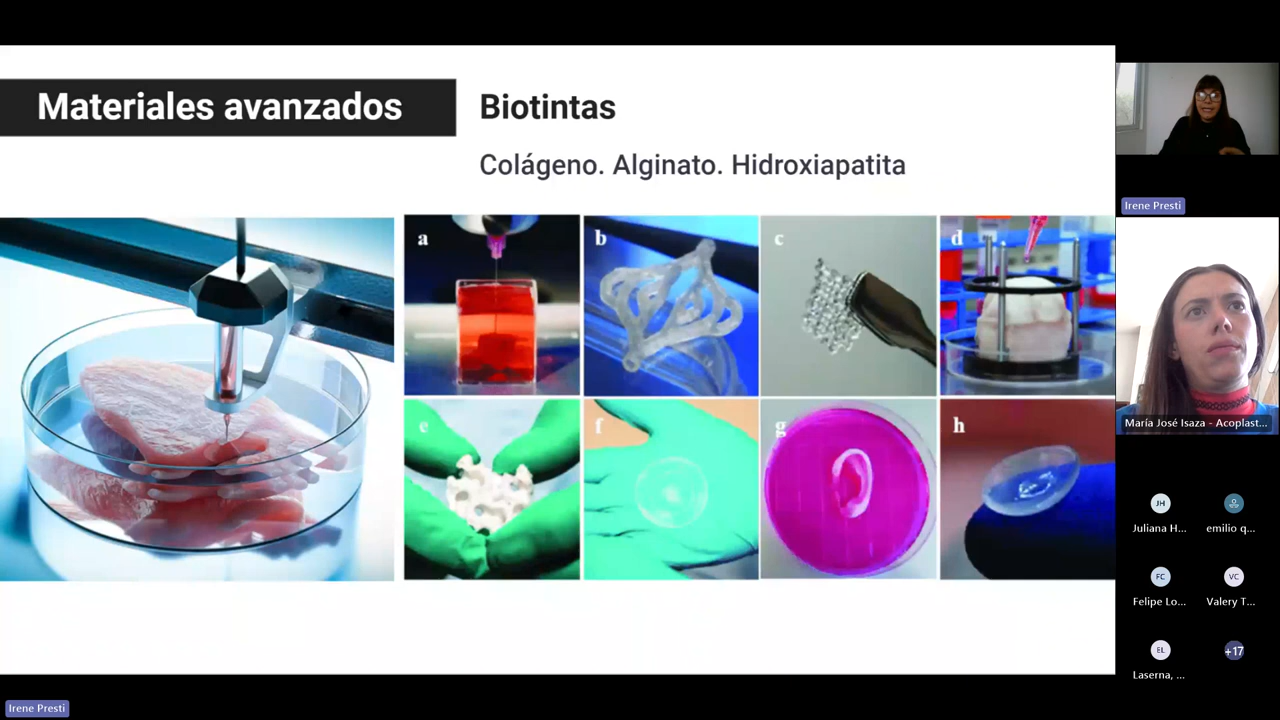 Materiales avanzados
Biotintas
Colágeno. Alginato. Hidroxiapatita
a
b
c
d
e
f
g
h
Irene Presti
María José Isaza - Acoplast...
JH
Juliana H...
emilio q...
FC
Felipe Lo...
VC
Valery T...
EL
Laserna, ...
+17
Irene Presti